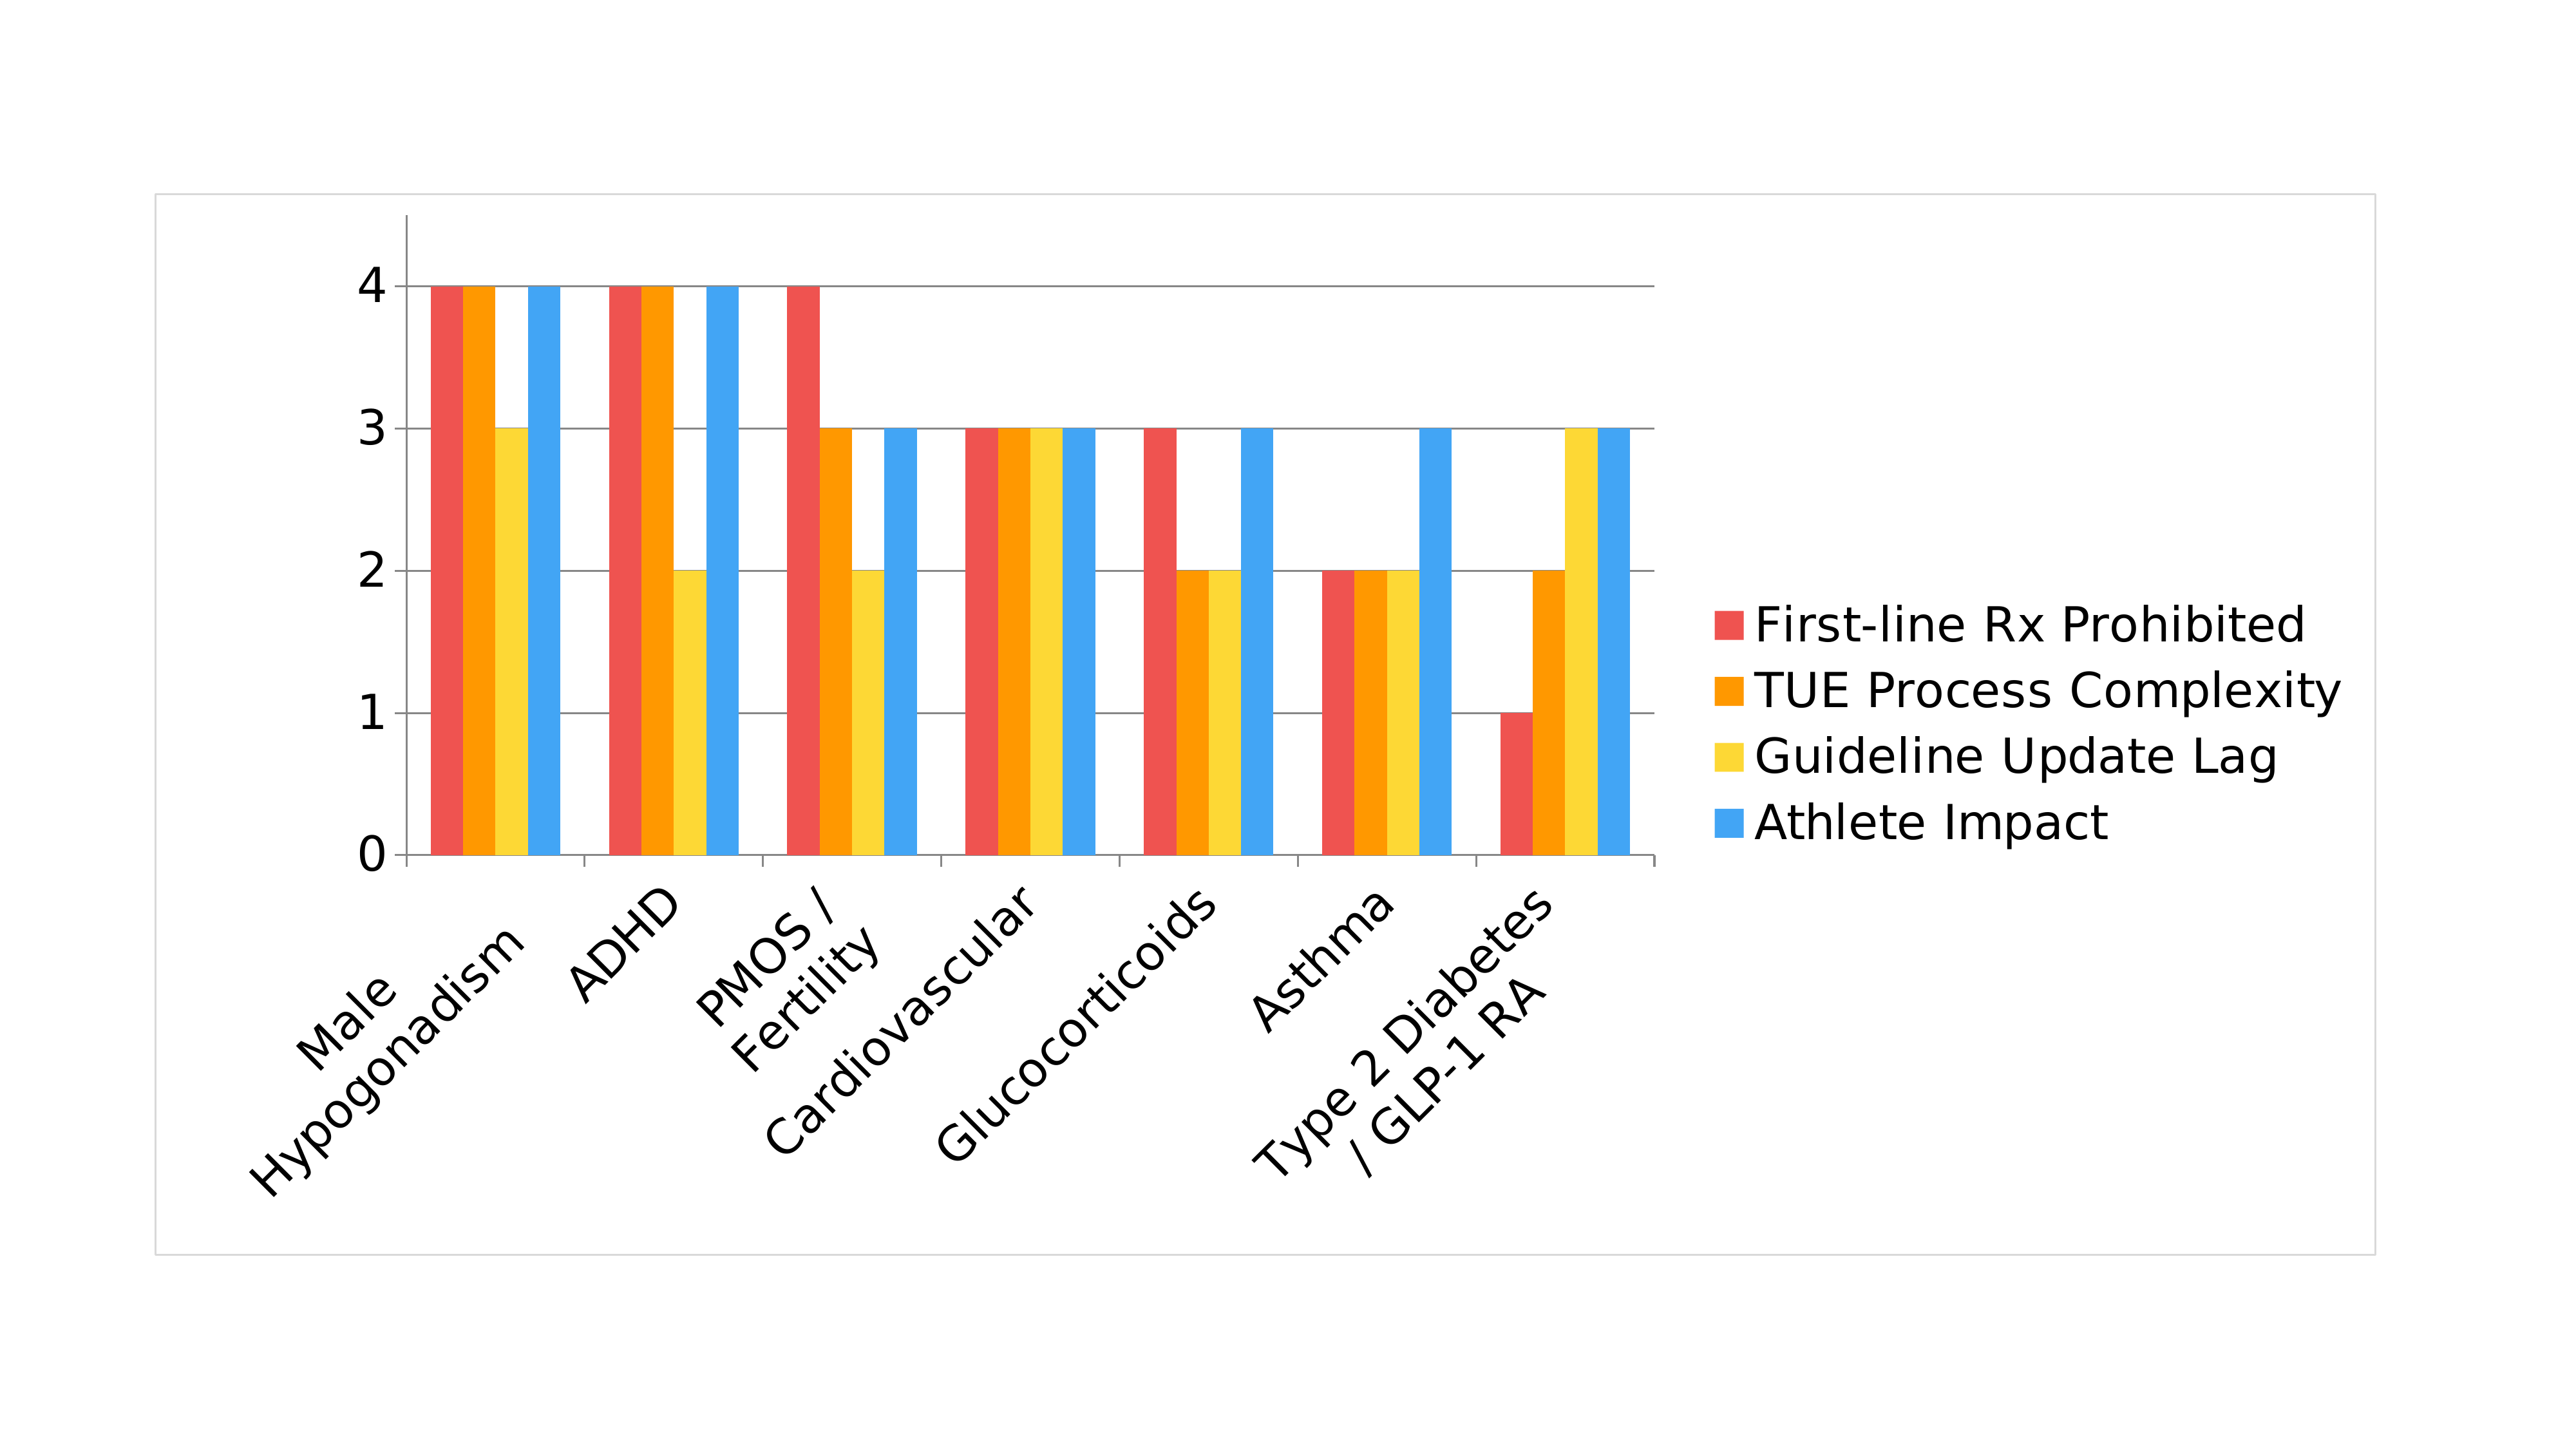 4
3
2
1
0
Male
Hypogonadism
ADHD
PMOS /
Fertility
Cardiovascular
Glucocorticoids
Asthma
Type 2 Diabetes
/ GLP-1 RA
First-line Rx Prohibited
TUE Process Complexity
Guideline Update Lag
Athlete Impact